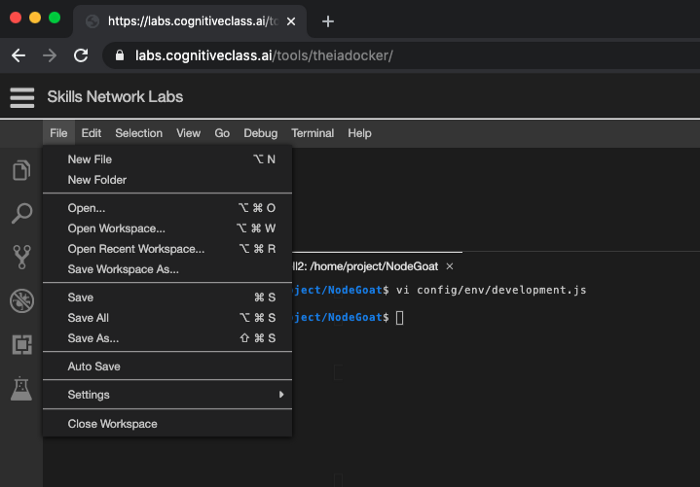 https://labs.cognitiveclass.ai/to
labs.cognitiveclass.ai/tools/theiadocker/
Skills Network Labs
File Edit Selection View Go Debug Terminal Help
New File ⌥ N
New Folder
Open... ⌥ ⌘ O
Open Workspace... ⌥ ⌘ W
Open Recent Workspace... ⌥ ⌘ R
Save Workspace As...
ll2: /home/project/NodeGoat ×
Save ⌘ S
ject/NodeGoat$ vi config/env/development.js
Save All ⌥ ⌘ S
ject/NodeGoat$
Save As... ⇧ ⌘ S
Auto Save
Settings
Close Workspace